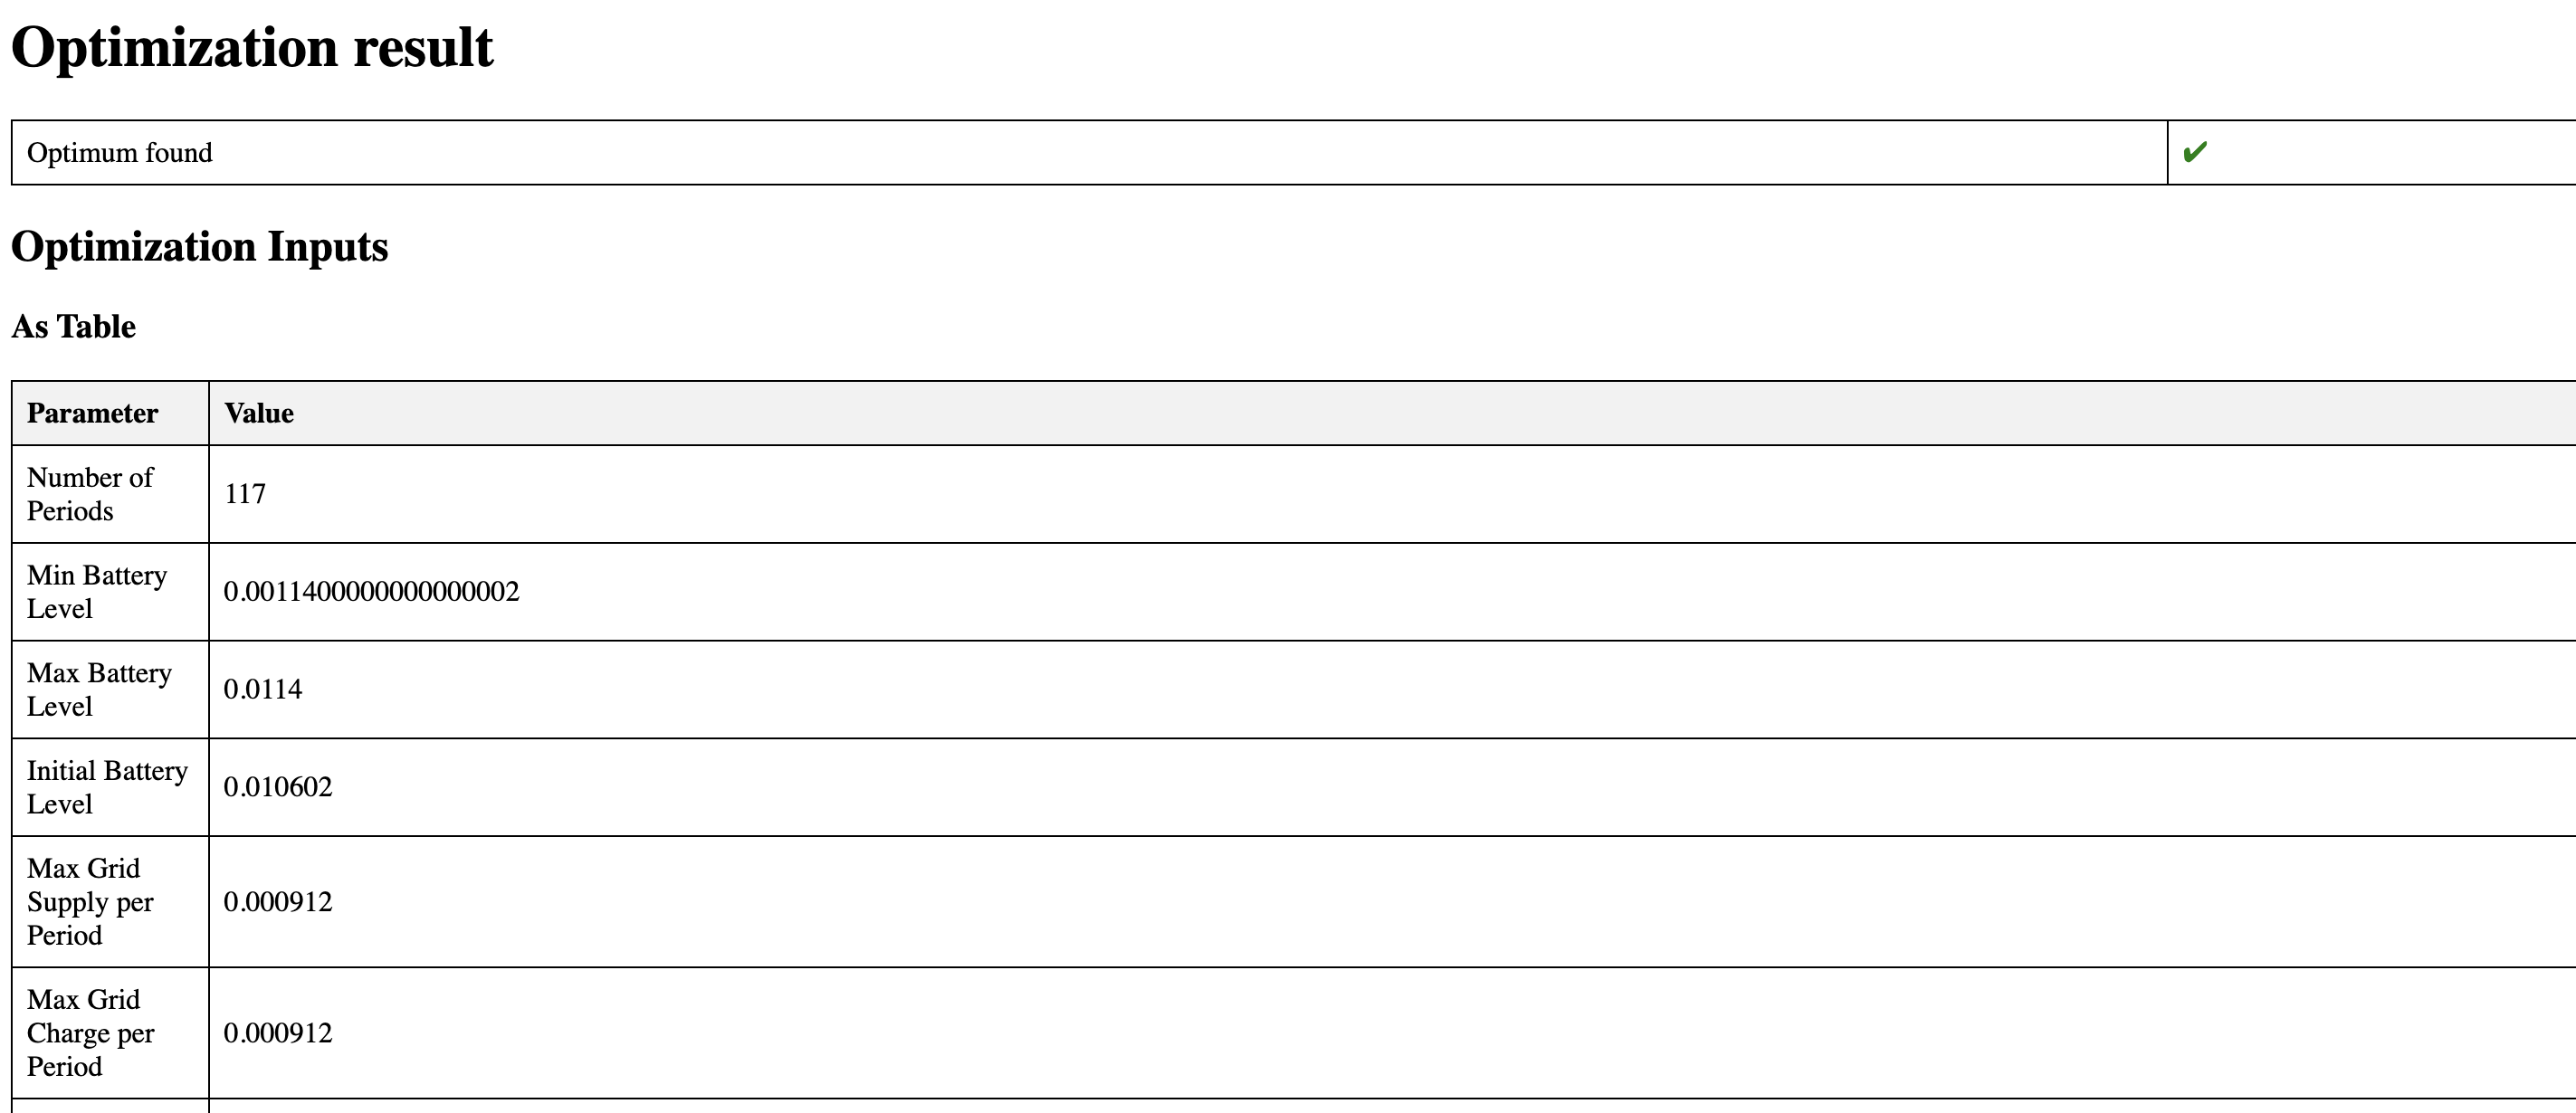 Optimization result
Optimum found ✔
Optimization Inputs
As Table
Parameter Value
Number of
Periods
117
Min Battery
Level
0.0011400000000000002
Max Battery
Level
0.0114
Initial Battery
Level
0.010602
Max Grid
Supply per
Period
0.000912
Max Grid
Charge per
Period
0.000912